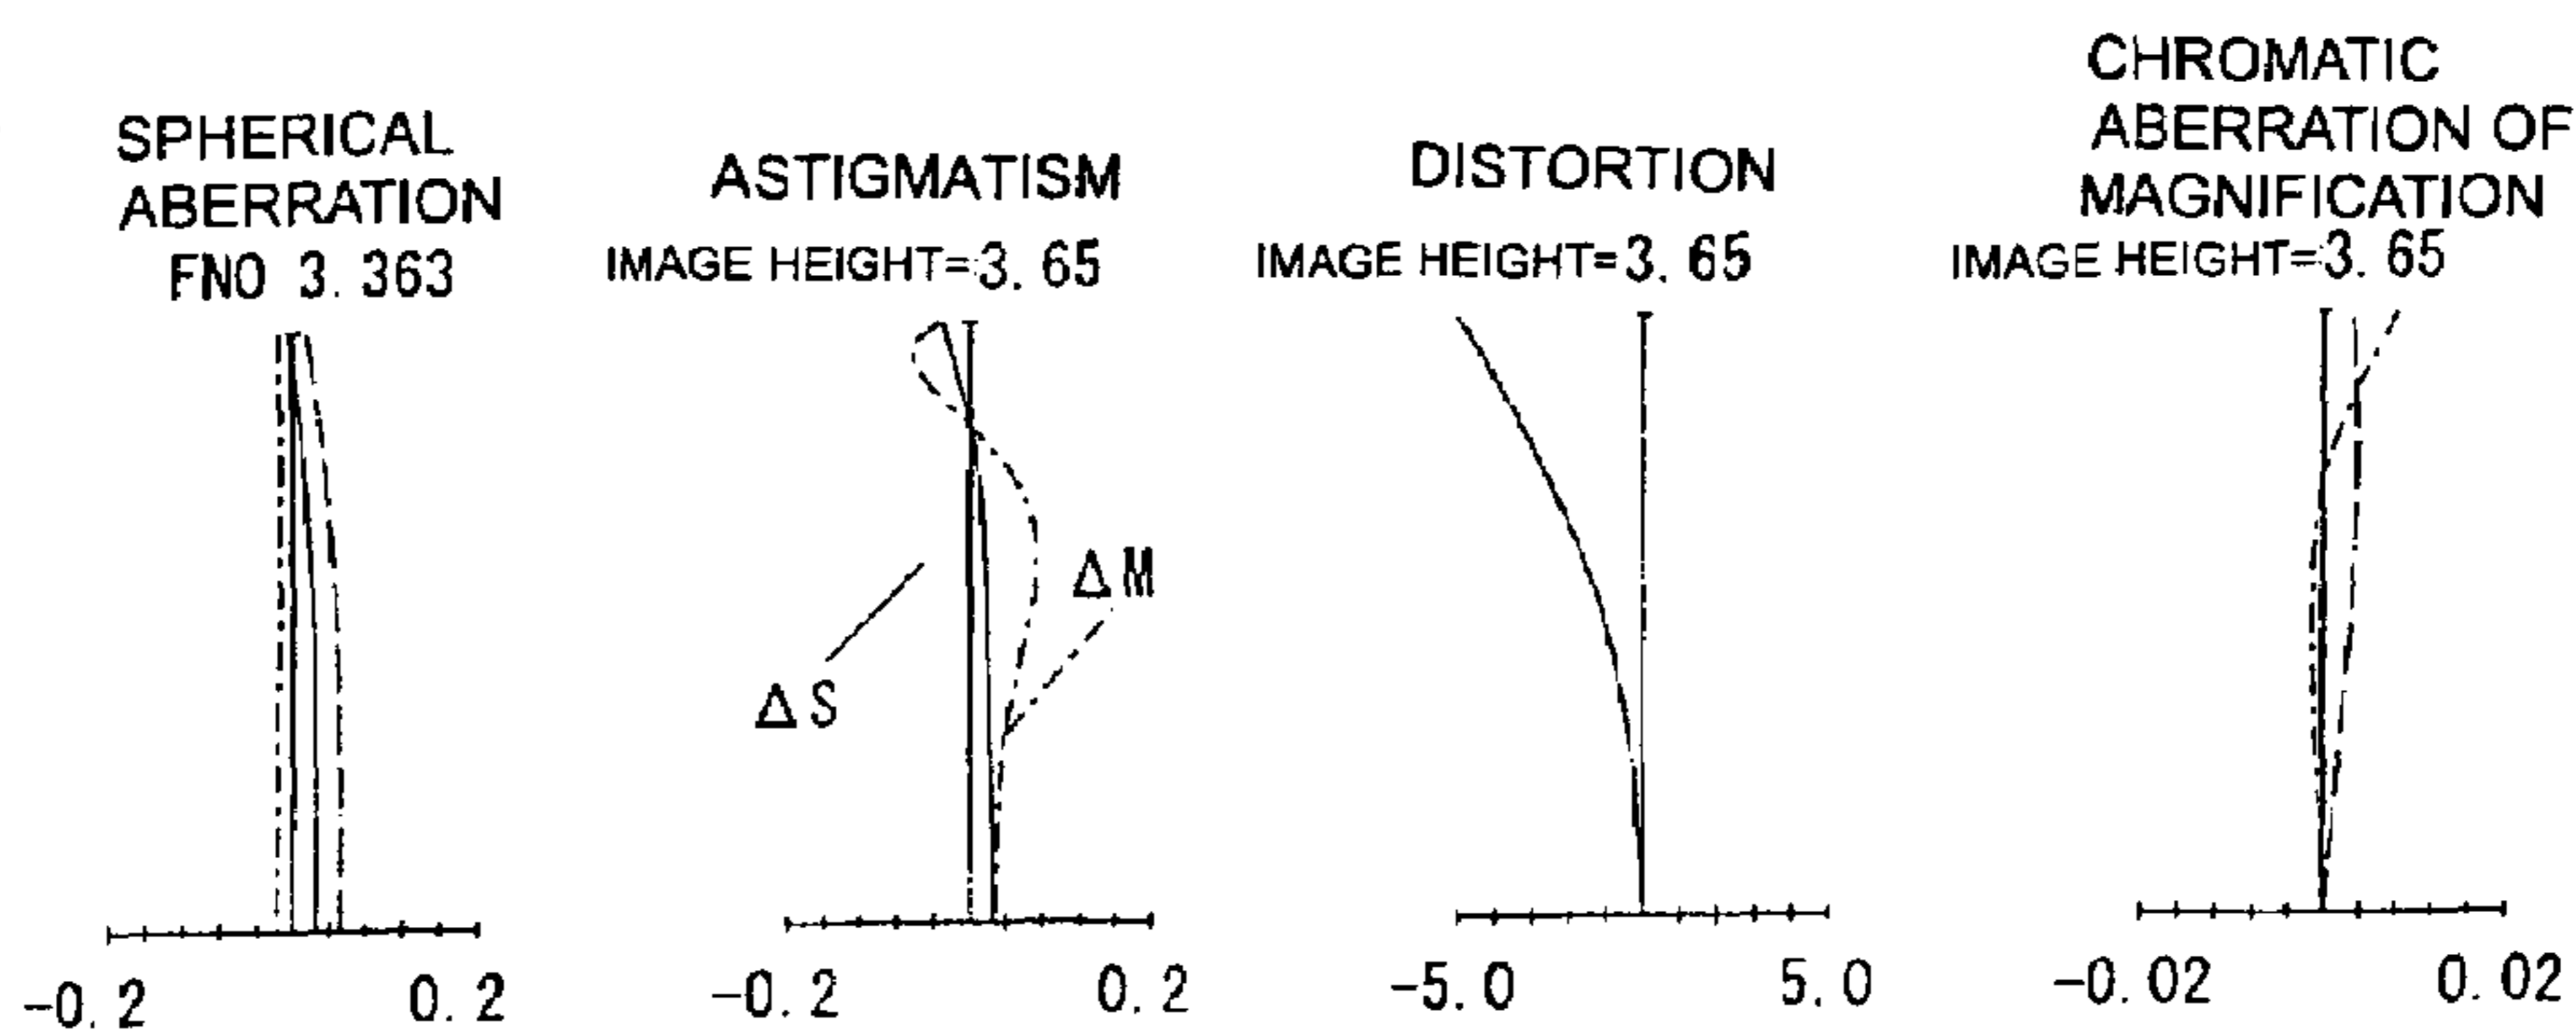 SPHERICAL
ABERRATION
FNO 3.363
-0.2 0.2
ASTIGMATISM
IMAGE HEIGHT=3.65
ΔS
ΔM
-0.2 0.2
DISTORTION
IMAGE HEIGHT=3.65
-5.0 5.0
CHROMATIC
ABERRATION OF
MAGNIFICATION
IMAGE HEIGHT=3.65
-0.02 0.02